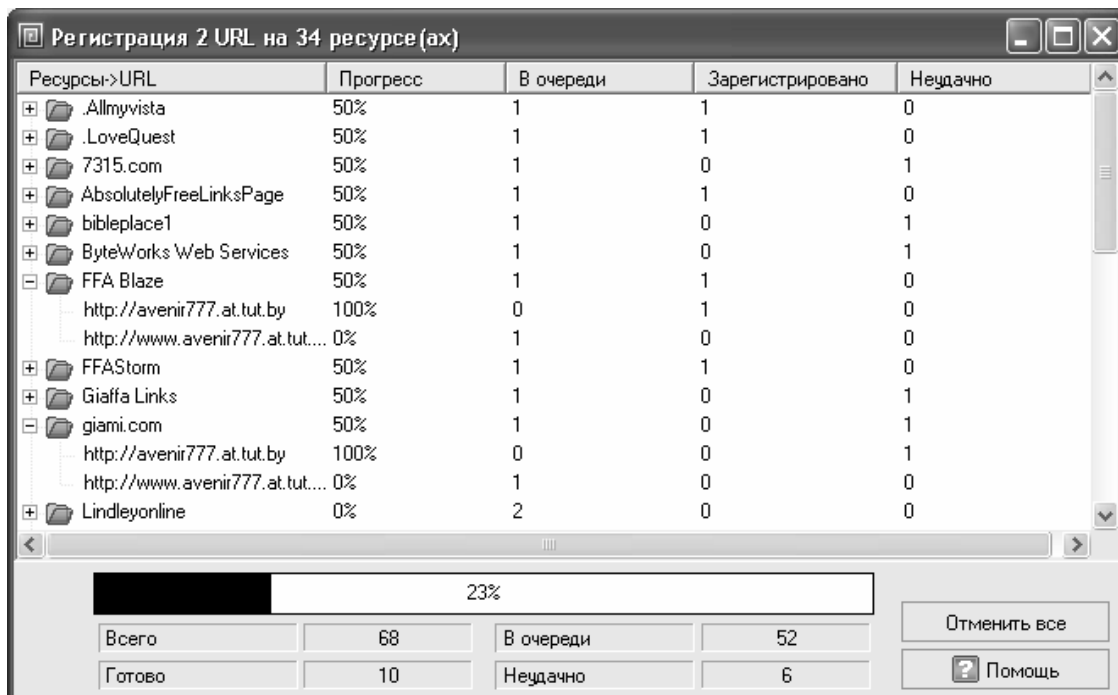 Регистрация 2 URL на 34 ресурсе(ах)
Ресурсы->URL Прогресс В очереди Зарегистрировано Неудачно
.Allmyvista 50% 1 1 0
.LoveQuest 50% 1 1 0
7315.com 50% 1 0 1
AbsolutelyFreeLinksPage 50% 1 1 0
bibleplace1 50% 1 0 1
ByteWorks Web Services 50% 1 0 1
FFA Blaze 50% 1 1 0
http://avenir777.at.tut.by 100% 0 1 0
http://www.avenir777.at.tut.... 0% 1 0 0
FFAStorm 50% 1 1 0
Giaffa Links 50% 1 0 1
giami.com 50% 1 0 1
http://avenir777.at.tut.by 100% 0 0 1
http://www.avenir777.at.tut.... 0% 1 0 0
Lindleyonline 0% 2 0 0
23%
Всего 68 В очереди 52 Отменить все
Готово 10 Неудачно 6 Помощь